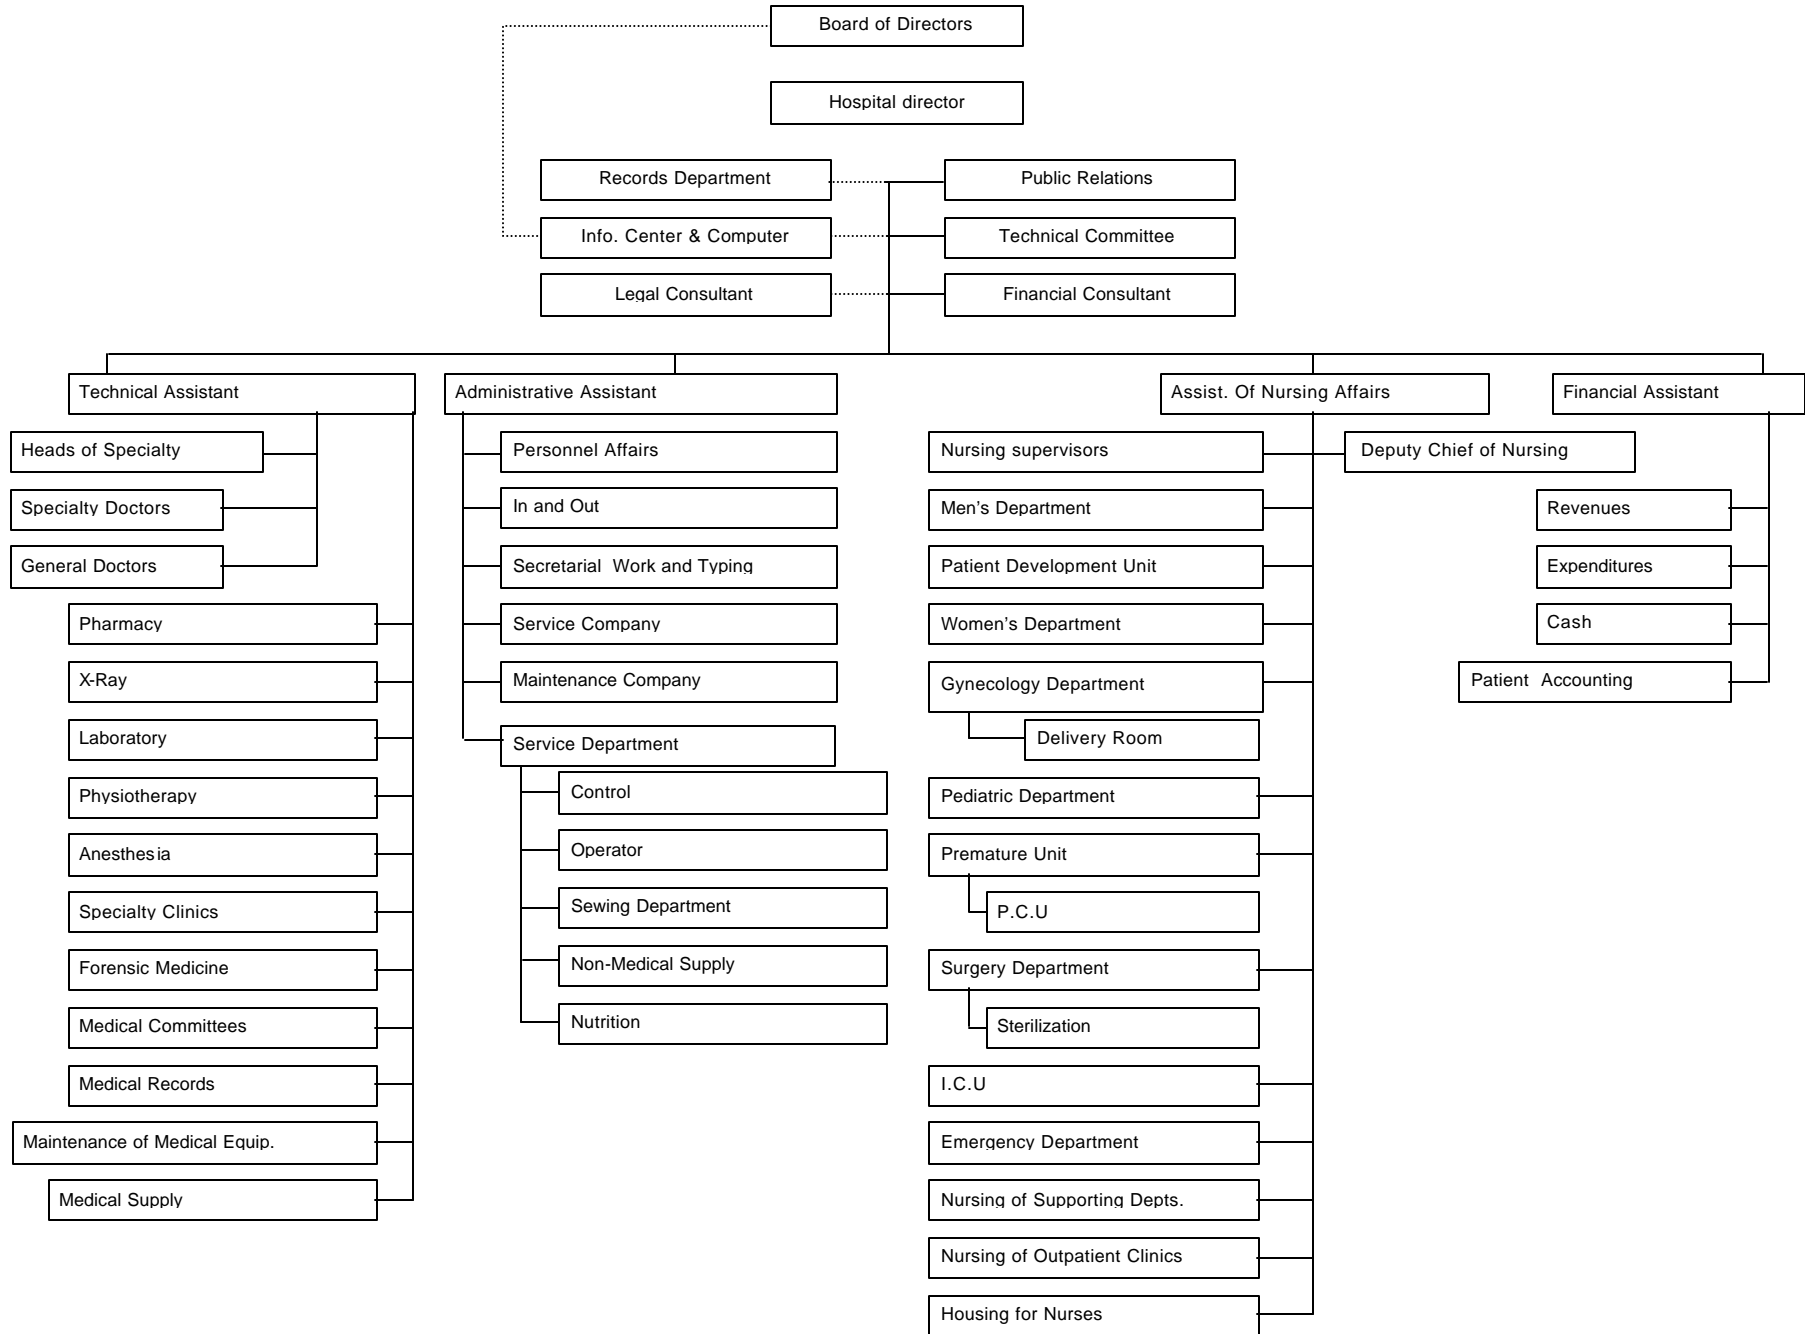 Board of Directors
Hospital director
Records Department
Public Relations
Info. Center & Computer
Technical Committee
Legal Consultant
Financial Consultant
Technical Assistant
Heads of Specialty
Specialty Doctors
General Doctors
Pharmacy
X-Ray
Laboratory
Physiotherapy
Anesthesia
Specialty Clinics
Forensic Medicine
Medical Committees
Medical Records
Maintenance of Medical Equip.
Medical Supply
Administrative Assistant
Personnel Affairs
In and Out
Secretarial Work and Typing
Service Company
Maintenance Company
Service Department
Control
Operator
Sewing Department
Non-Medical Supply
Nutrition
Assist. Of Nursing Affairs
Nursing supervisors
Deputy Chief of Nursing
Men's Department
Patient Development Unit
Women's Department
Gynecology Department
Delivery Room
Pediatric Department
Premature Unit
P.C.U
Surgery Department
Sterilization
I.C.U
Emergency Department
Nursing of Supporting Depts.
Nursing of Outpatient Clinics
Housing for Nurses
Financial Assistant
Revenues
Expenditures
Cash
Patient Accounting